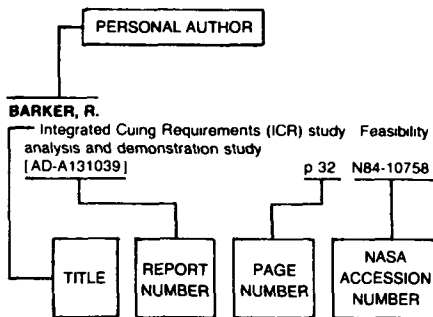 PERSONAL AUTHOR
BARKER, R.
Integrated Cuing Requirements (ICR) study Feasibility
analysis and demonstration study
[AD-A131039] p 32 N84-10758
TITLE
REPORT NUMBER
PAGE NUMBER
NASA ACCESSION NUMBER